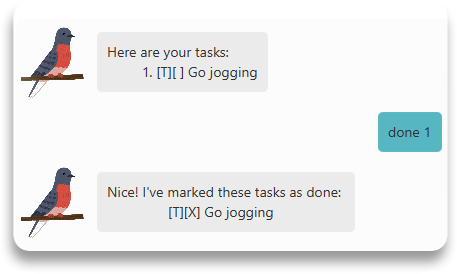 Here are your tasks:
1. [T][ ] Go jogging
done 1
Nice! I've marked these tasks as done:
[T][X] Go jogging